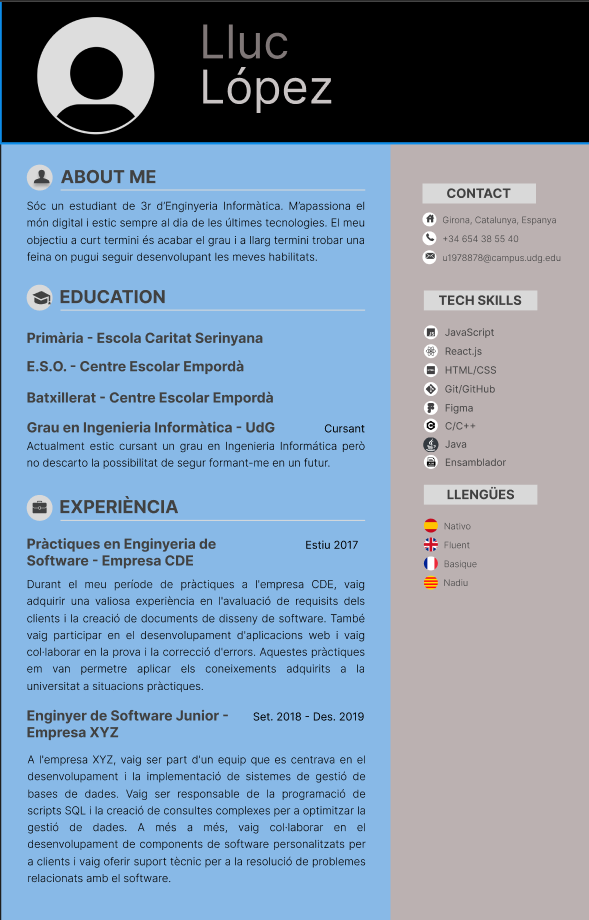 Lluc
López
ABOUT ME
Sóc un estudiant de 3r d’Enginyeria Informàtica. M’apassiona el
món digital i estic sempre al dia de les últimes tecnologies. El meu
objectiu a curt termini és acabar el grau i a llarg termini trobar una
feina on pugui seguir desenvolupant les meves habilitats.
EDUCATION
Primària - Escola Caritat Serinyana
E.S.O. - Centre Escolar Empordà
Batxillerat - Centre Escolar Empordà
Grau en Ingenieria Informàtica - UdG Cursant
Actualment estic cursant un grau en Ingenieria Informática però
no descarto la possibilitat de segur formant-me en un futur.
EXPERIÈNCIA
Pràctiques en Enginyeria de Estiu 2017
Software - Empresa CDE
Durant el meu període de pràctiques a l'empresa CDE, vaig
adquirir una valiosa experiència en l'avaluació de requisits dels
clients i la creació de documents de disseny de software. També
vaig participar en el desenvolupament d'aplicacions web i vaig
col·laborar en la prova i la correcció d'errors. Aquestes pràctiques
em van permetre aplicar els coneixements adquirits a la
universitat a situacions pràctiques.
Enginyer de Software Junior - Set. 2018 - Des. 2019
Empresa XYZ
A l'empresa XYZ, vaig ser part d'un equip que es centrava en el
desenvolupament i la implementació de sistemes de gestió de
bases de dades. Vaig ser responsable de la programació de
scripts SQL i la creació de consultes complexes per a optimitzar la
gestió de dades. A més a més, vaig col·laborar en el
desenvolupament de components de software personalitzats per
a clients i vaig oferir suport tècnic per a la resolució de problemes
relacionats amb el software.
CONTACT
Girona, Catalunya, Espanya
+34 654 38 55 40
u1978878@campus.udg.edu
TECH SKILLS
JavaScript
React.js
HTML/CSS
Git/GitHub
Figma
C/C++
Java
Ensamblador
LLENGÜES
Nativo
Fluent
Basique
Nadiu